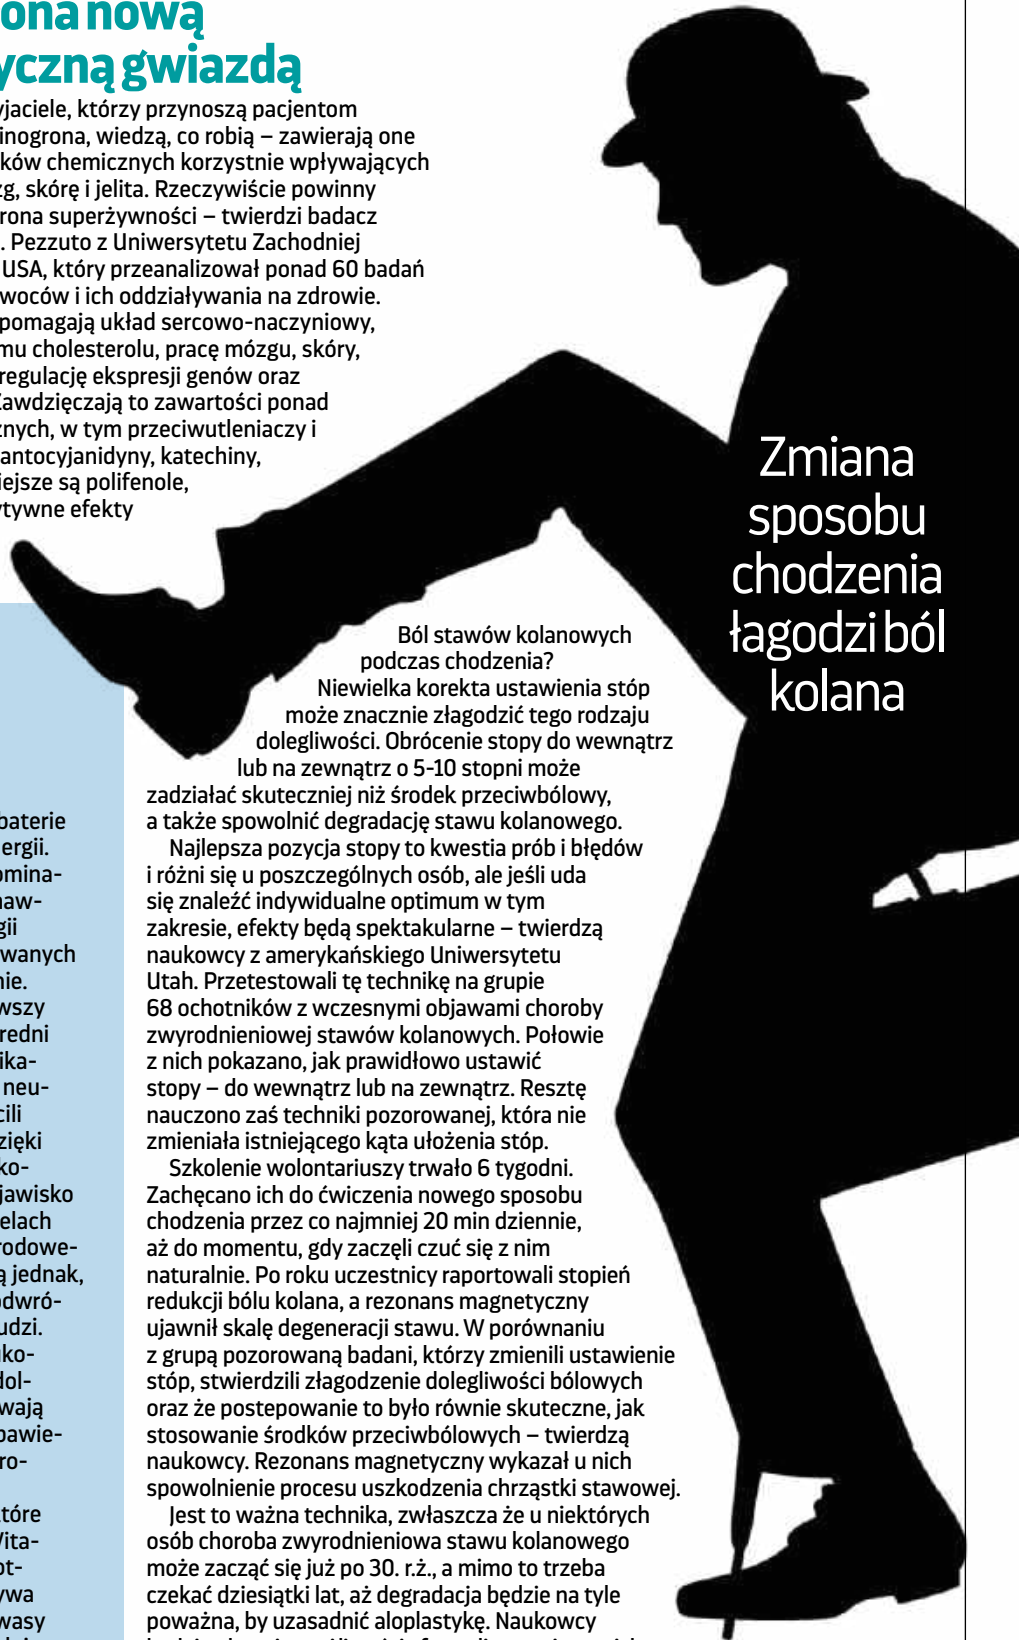 ona nową
yczną gwiazdą
yjaciele, którzy przynoszą pacjentom
inogrona, wiedzą, co robią – zawierają one
ków chemicznych korzystnie wpływających
zg, skórę i jelita. Rzeczywiście powinny
rona superżywności – twierdzi badacz
. Pezzuto z Uniwersytetu Zachodniej
USA, który przeanalizował ponad 60 badań
woców i ich oddziaływania na zdrowie.
pomagają układ sercowo-naczyniowy,
mu cholesterolu, pracę mózgu, skóry,
regulację ekspresji genów oraz
Zawdzięczają to zawartości ponad
znych, w tym przeciwutleniaczy i
antocyjanidyny, katechiny,
iejsze są polifenole,
ytywne efekty
baterie
ergii.
omina-
naw-
gii
wanych
nie.
wszy
redni
ika-
neu-
cili
zięki
ko-
jawisko
elach
rodowe-
ą jednak,
odwró-
udzi.
ko-
dol-
wają
pawie-
ro-
które
Vita-
ot-
ywa
wasy
Zmiana
sposobu
chodzenia
łagodzi ból
kolana
Ból stawów kolanowych
podczas chodzenia?
Niewielka korekta ustawienia stóp
może znacznie złagodzić tego rodzaju
dolegliwości. Obrócenie stopy do wewnątrz
lub na zewnątrz o 5-10 stopni może
zadziałać skuteczniej niż środek przeciwbólowy,
a także spowolnić degradację stawu kolanowego.
Najlepsza pozycja stopy to kwestia prób i błędów
i różni się u poszczególnych osób, ale jeśli uda
się znaleźć indywidualne optimum w tym
zakresie, efekty będą spektakularne – twierdzą
naukowcy z amerykańskiego Uniwersytetu
Utah. Przetestowali tę technikę na grupie
68 ochotników z wczesnymi objawami choroby
zwyrodnieniowej stawów kolanowych. Połowie
z nich pokazano, jak prawidłowo ustawić
stopy – do wewnątrz lub na zewnątrz. Resztę
nauczono zaś techniki pozorowanej, która nie
zmieniała istniejącego kąta ułożenia stóp.
Szkolenie wolontariuszy trwało 6 tygodni.
Zachęcano ich do ćwiczenia nowego sposobu
chodzenia przez co najmniej 20 min dziennie,
aż do momentu, gdy zaczęli czuć się z nim
naturalnie. Po roku uczestnicy raportowali stopień
redukcji bólu kolana, a rezonans magnetyczny
ujawnił skalę degeneracji stawu. W porównaniu
z grupą pozorowaną badani, którzy zmienili ustawienie
stóp, stwierdzili złagodzenie dolegliwości bólowych
oraz że postepowanie to było równie skuteczne, jak
stosowanie środków przeciwbólowych – twierdzą
naukowcy. Rezonans magnetyczny wykazał u nich
spowolnienie procesu uszkodzenia chrząstki stawowej.
Jest to ważna technika, zwłaszcza że u niektórych
osób choroba zwyrodnieniowa stawu kolanowego
może zacząć się już po 30. r.ż., a mimo to trzeba
czekać dziesiątki lat, aż degradacja będzie na tyle
poważna, by uzasadnić aloplastykę. Naukowcy